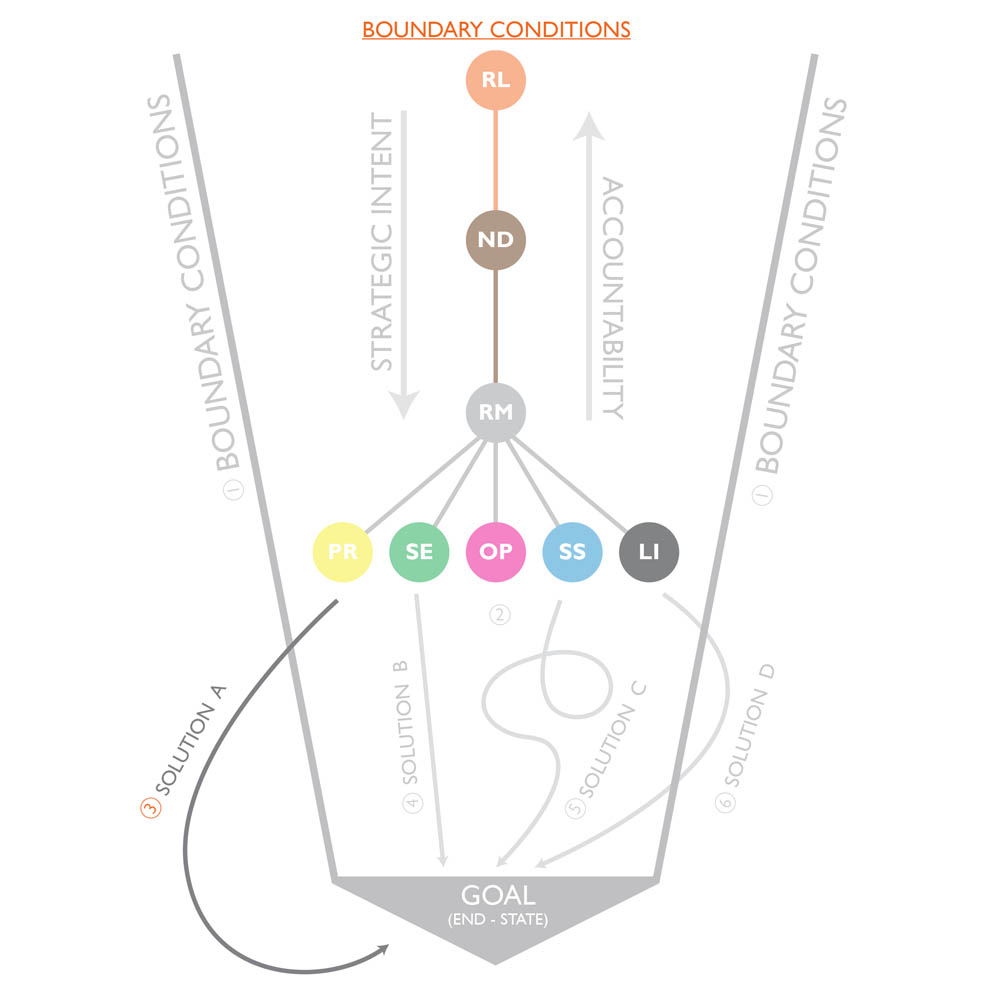 BOUNDARY CONDITIONS
RL
BOUNDARY CONDITIONS
①
STRATEGIC INTENT
ACCOUNTABILITY
BOUNDARY CONDITIONS
①
ND
RM
PR
SE
OP
SS
LI
②
③ SOLUTION A
④ SOLUTION B
⑤ SOLUTION C
⑥ SOLUTION D
GOAL
(END - STATE)